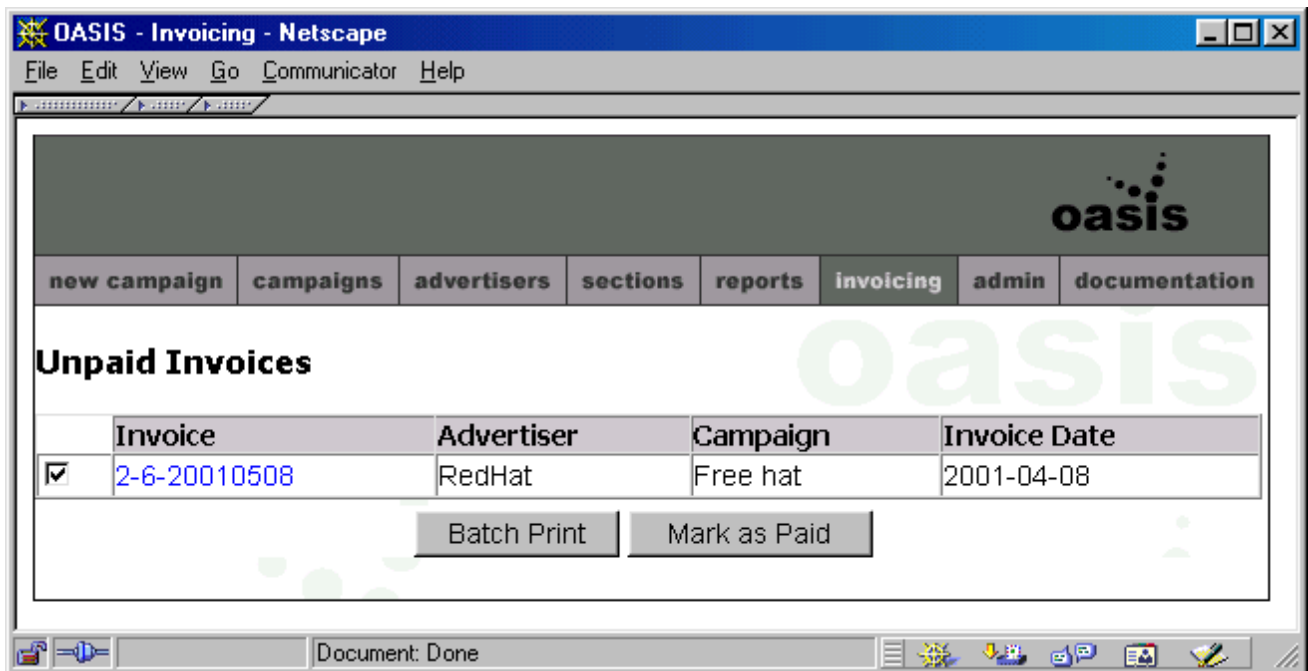 OASIS - Invoicing - Netscape
File Edit View Go Communicator Help
oasis
new campaign campaigns advertisers sections reports invoicing admin documentation
oasis
Unpaid Invoices
Invoice Advertiser Campaign Invoice Date
2-6-20010508 RedHat Free hat 2001-04-08
Batch Print Mark as Paid
Document: Done